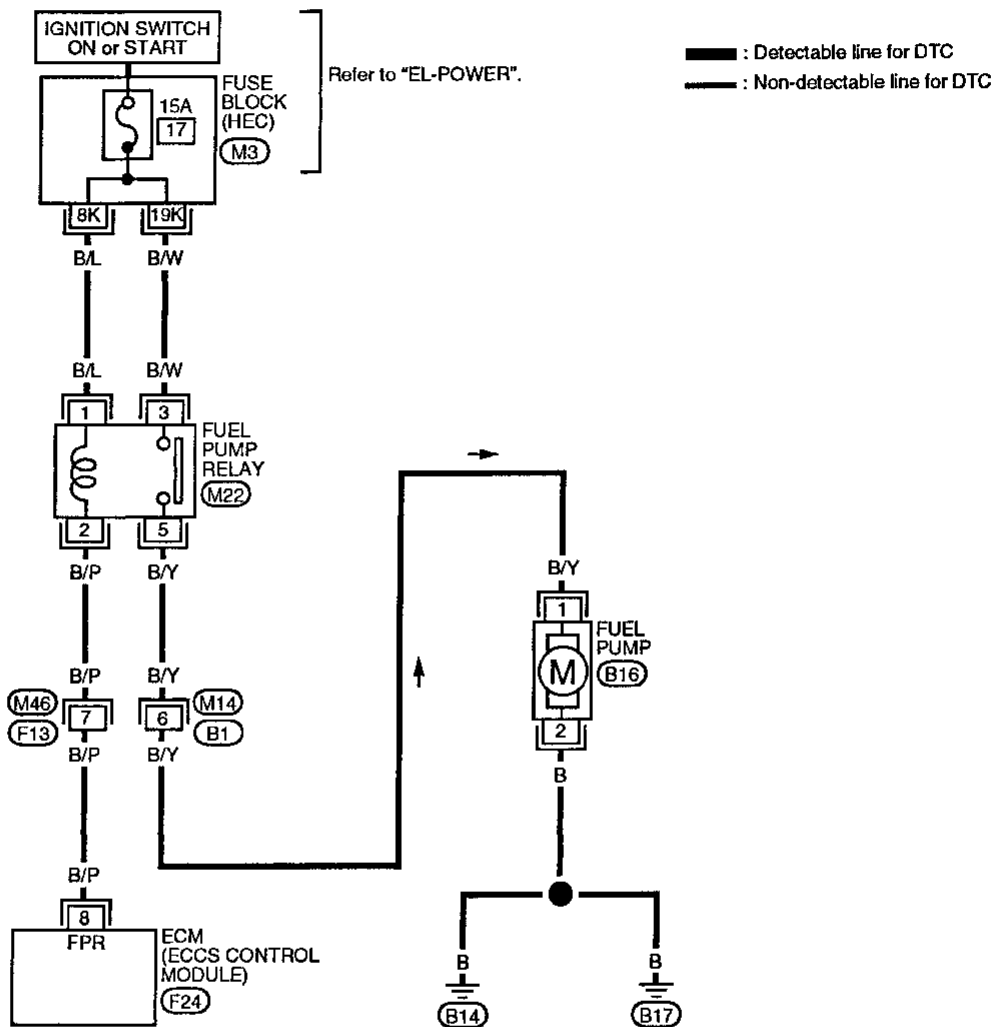 IGNITION SWITCH
ON or START
Refer to "EL-POWER".
: Detectable line for DTC
: Non-detectable line for DTC
FUSE
BLOCK
(HEC)
M3
15A
17
8K
19K
B/L
B/W
B/L
B/W
1
3
FUEL
PUMP
RELAY
M22
2
5
B/P
B/Y
B/P
B/Y
M46
F13
7
6
M14
B1
B/P
B/Y
B/P
8
FPR
ECM
(ECCS CONTROL
MODULE)
F24
B/Y
1
FUEL
PUMP
B16
M
2
B
B
B
B14
B17